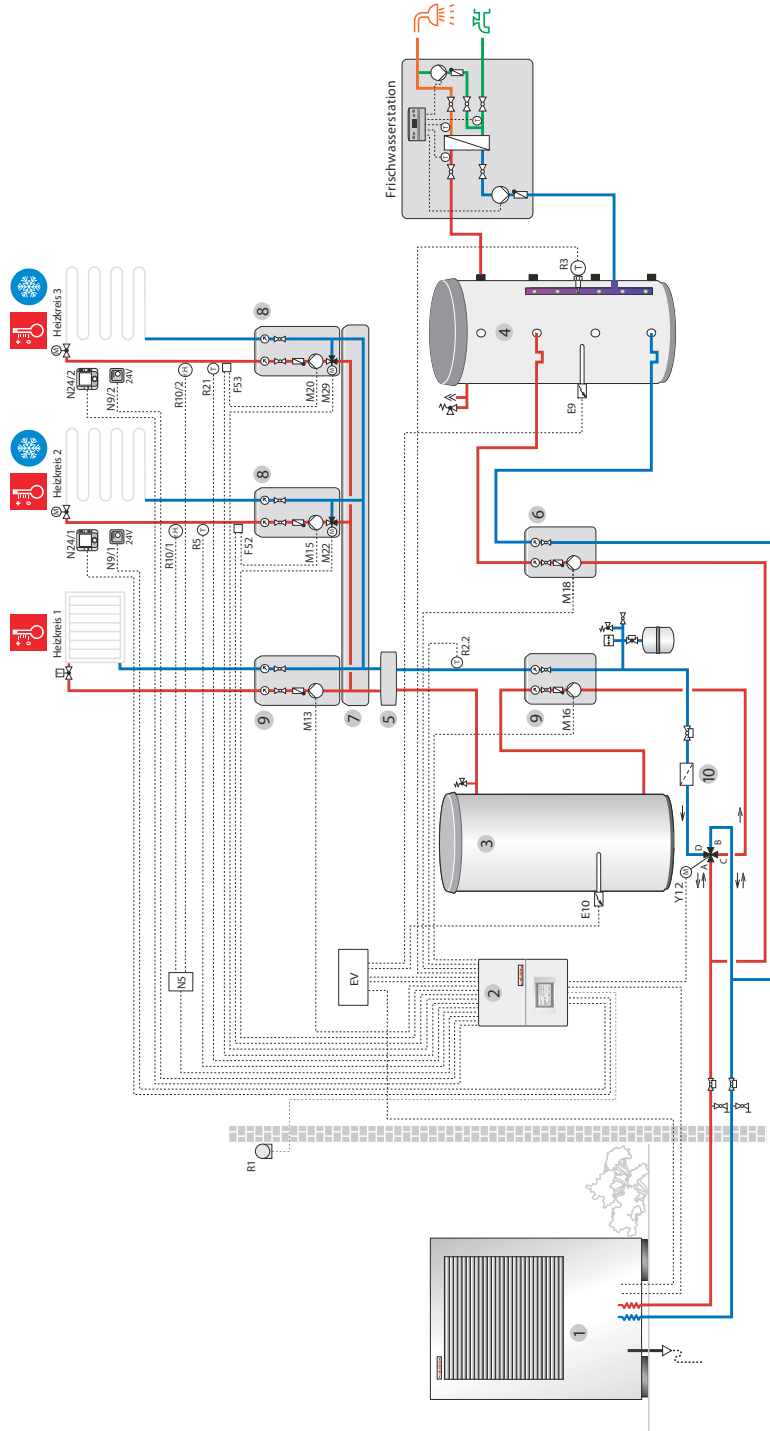 Heizkreis 1
Heizkreis 2
Heizkreis 3
N24/1
N9/1
24V
N24/2
N9/2
24V
M
M
T
R10/1
H
R5
T
F52
R10/2
H
R21
T
F53
M13
M15
M22
M
M20
M29
M
9
8
8
7
5
Frischwasserstation
T
T
T
N5
EV
R2.2
T
R1
1
2
3
4
E10
E9
R3
T
9
M16
6
M18
10
Y12
M
A
B
C
D